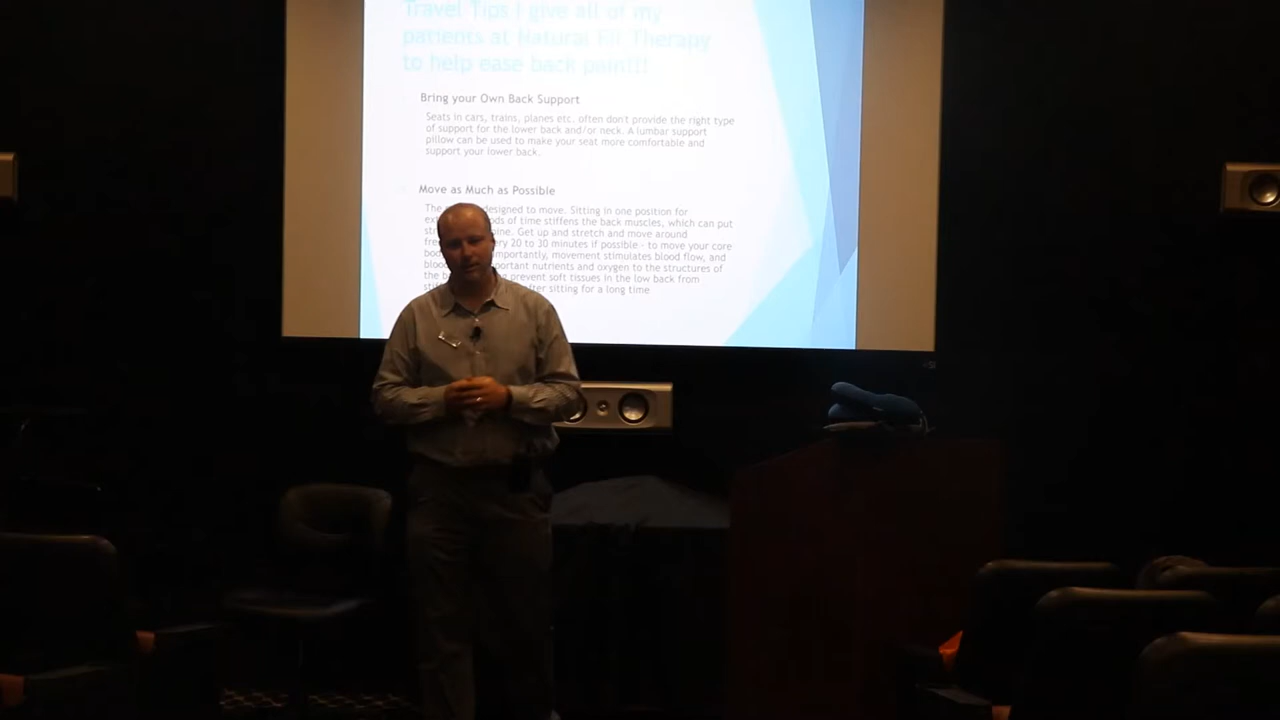 Travel Tips I give all of my
patients at Natural Fit Therapy
to help ease back pain!!!
Bring your Own Back Support
Seats in cars, trains, planes etc. often don't provide the right type
of support for the lower back and/or neck. A lumbar support
pillow can be used to make your seat more comfortable and
support your lower back.
Move as Much as Possible
The designed to move. Sitting in one position for
of time stiffens the back muscles, which can put
Get up and stretch and move around
20 to 30 minutes if possible - to move your core
importantly, movement stimulates blood flow, and
nutrients and oxygen to the structures of
the prevent soft tissues in the low back from
after sitting for a long time